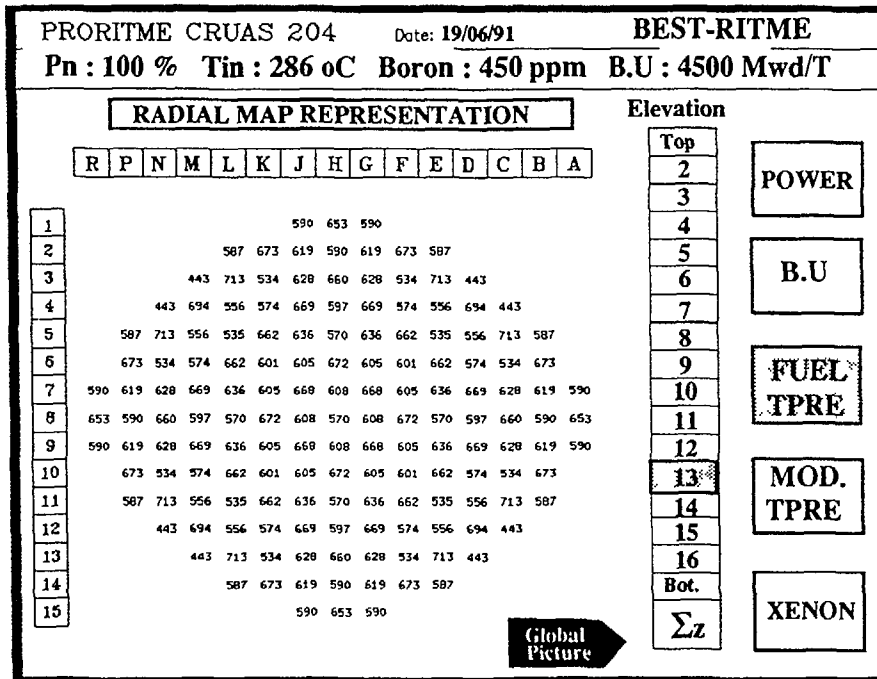 PRORITME CRUAS 204 Date: 19/06/91 BEST-RITME
Pn : 100 % Tin : 286 oC Boron : 450 ppm B.U : 4500 Mwd/T
RADIAL MAP REPRESENTATION
R P N M L K J H G F E D C B A
1 590 653 590
2 587 673 619 590 619 673 587
3 443 713 534 628 660 628 534 713 443
4 443 694 556 574 669 597 669 574 556 694 443
5 587 713 556 535 662 636 570 636 662 535 556 713 587
6 673 534 574 662 601 605 672 605 601 662 574 534 673
7 590 619 628 669 636 605 668 608 668 605 636 669 628 619 590
8 653 590 660 597 570 672 608 570 608 672 570 597 660 590 653
9 590 619 628 669 636 605 668 608 668 605 636 669 628 619 590
10 673 534 574 662 601 605 672 605 601 662 574 534 673
11 587 713 556 535 662 636 570 636 662 535 556 713 587
12 443 694 556 574 669 597 669 574 556 694 443
13 443 713 534 628 660 628 534 713 443
14 587 673 619 590 619 673 587
15 590 653 590
Global
Picture
Elevation
Top
2
3
4
5
6
7
8
9
10
11
12
13
14
15
16
Bot.
Σz
POWER
B.U
FUEL
TPRE
MOD.
TPRE
XENON